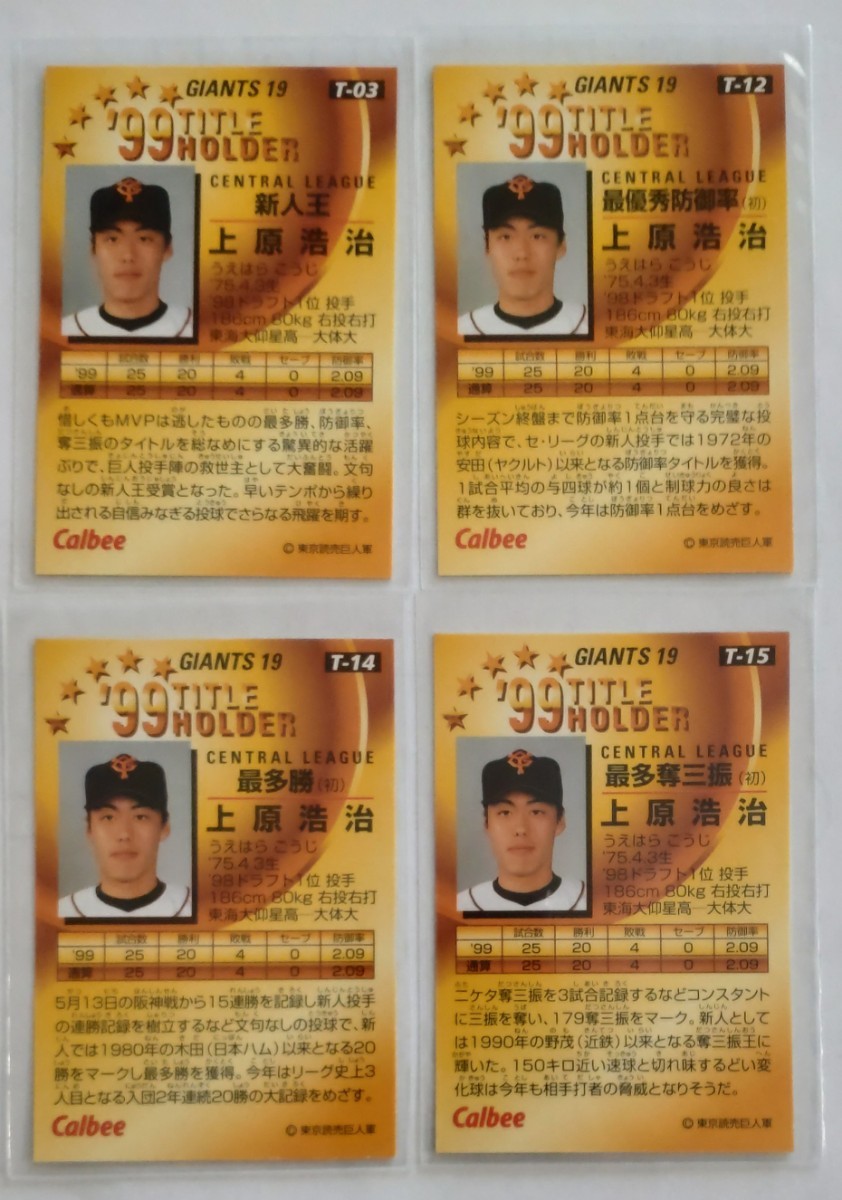 GIANTS 19 T-03
'99 TITLE HOLDER
CENTRAL LEAGUE
新人王
上原浩治
うえはら こうじ
'75.4.3生
'98ドラフト1位 投手
186cm 80kg 右投右打
東海大仰星高―大体大
試合数 勝利 敗戦 セーブ 防御率
'99 25 20 4 0 2.09
通算 25 20 4 0 2.09
惜しくもMVPは逃したものの最多勝、防御率、
奪三振のタイトルを総なめにする驚異的な活躍
ぶりで、巨人投手陣の救世主として大奮闘。文句
なしの新人王受賞となった。早いテンポから繰り
出される自信みなぎる投球でさらなる飛躍を期す。
Calbee
© 東京読売巨人軍
GIANTS 19 T-12
'99 TITLE HOLDER
CENTRAL LEAGUE
最優秀防御率(初)
上原浩治
うえはら こうじ
'75.4.3生
'98ドラフト1位 投手
186cm 80kg 右投右打
東海大仰星高―大体大
試合数 勝利 敗戦 セーブ 防御率
'99 25 20 4 0 2.09
通算 25 20 4 0 2.09
シーズン終盤まで防御率1点台を守る完璧な投
球内容で、セ・リーグの新人投手では1972年の
安田(ヤクルト)以来となる防御率タイトルを獲得。
1試合平均の与四球が約1個と制球力の良さは
群を抜いており、今年は防御率1点台をめざす。
Calbee
© 東京読売巨人軍
GIANTS 19 T-14
'99 TITLE HOLDER
CENTRAL LEAGUE
最多勝(初)
上原浩治
うえはら こうじ
'75.4.3生
'98ドラフト1位 投手
186cm 80kg 右投右打
東海大仰星高―大体大
試合数 勝利 敗戦 セーブ 防御率
'99 25 20 4 0 2.09
通算 25 20 4 0 2.09
5月13日の阪神戦から15連勝を記録し新人投手
の連勝記録を樹立するなど文句なしの投球で、新
人では1980年の木田(日本ハム)以来となる20
勝をマークし最多勝を獲得。今年はリーグ史上3
人目となる入団2年連続20勝の大記録をめざす。
Calbee
© 東京読売巨人軍
GIANTS 19 T-15
'99 TITLE HOLDER
CENTRAL LEAGUE
最多奪三振(初)
上原浩治
うえはら こうじ
'75.4.3生
'98ドラフト1位 投手
186cm 80kg 右投右打
東海大仰星高―大体大
試合数 勝利 敗戦 セーブ 防御率
'99 25 20 4 0 2.09
通算 25 20 4 0 2.09
二ケタ奪三振を3試合記録するなどコンスタント
に三振を奪い、179奪三振をマーク。新人として
は1990年の野茂(近鉄)以来となる奪三振王に
輝いた。150キロ近い速球と切れ味するどい変
化球は今年も相手打者の脅威となりそうだ。
Calbee
© 東京読売巨人軍